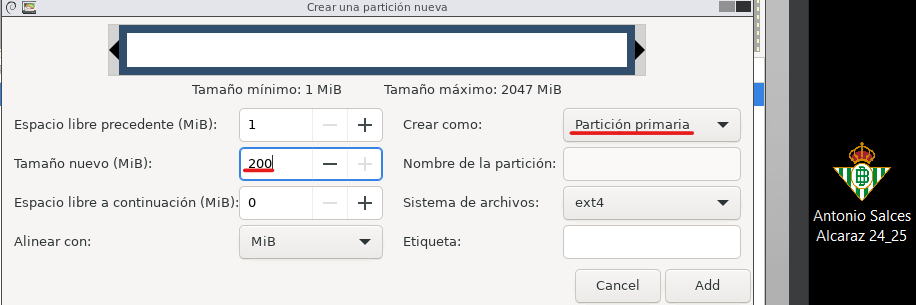 Crear una partición nueva
Tamaño mínimo: 1 MiB Tamaño máximo: 2047 MiB
Espacio libre precedente (MiB): 1 Crear como: Partición primaria
Tamaño nuevo (MiB): 200 Nombre de la partición:
Espacio libre a continuación (MiB): 0 Sistema de archivos: ext4
Alinear con: MiB Etiqueta:
Cancel Add
Antonio Salces
Alcaraz 24_25